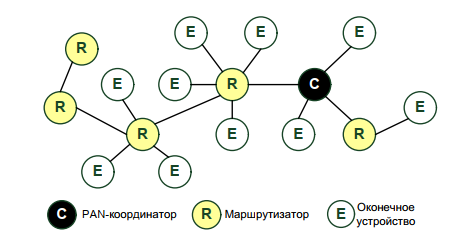 E E E
R
E E R C
R E
R E E R
E E
C PAN-координатор R Маршрутизатор E Оконечное
устройство